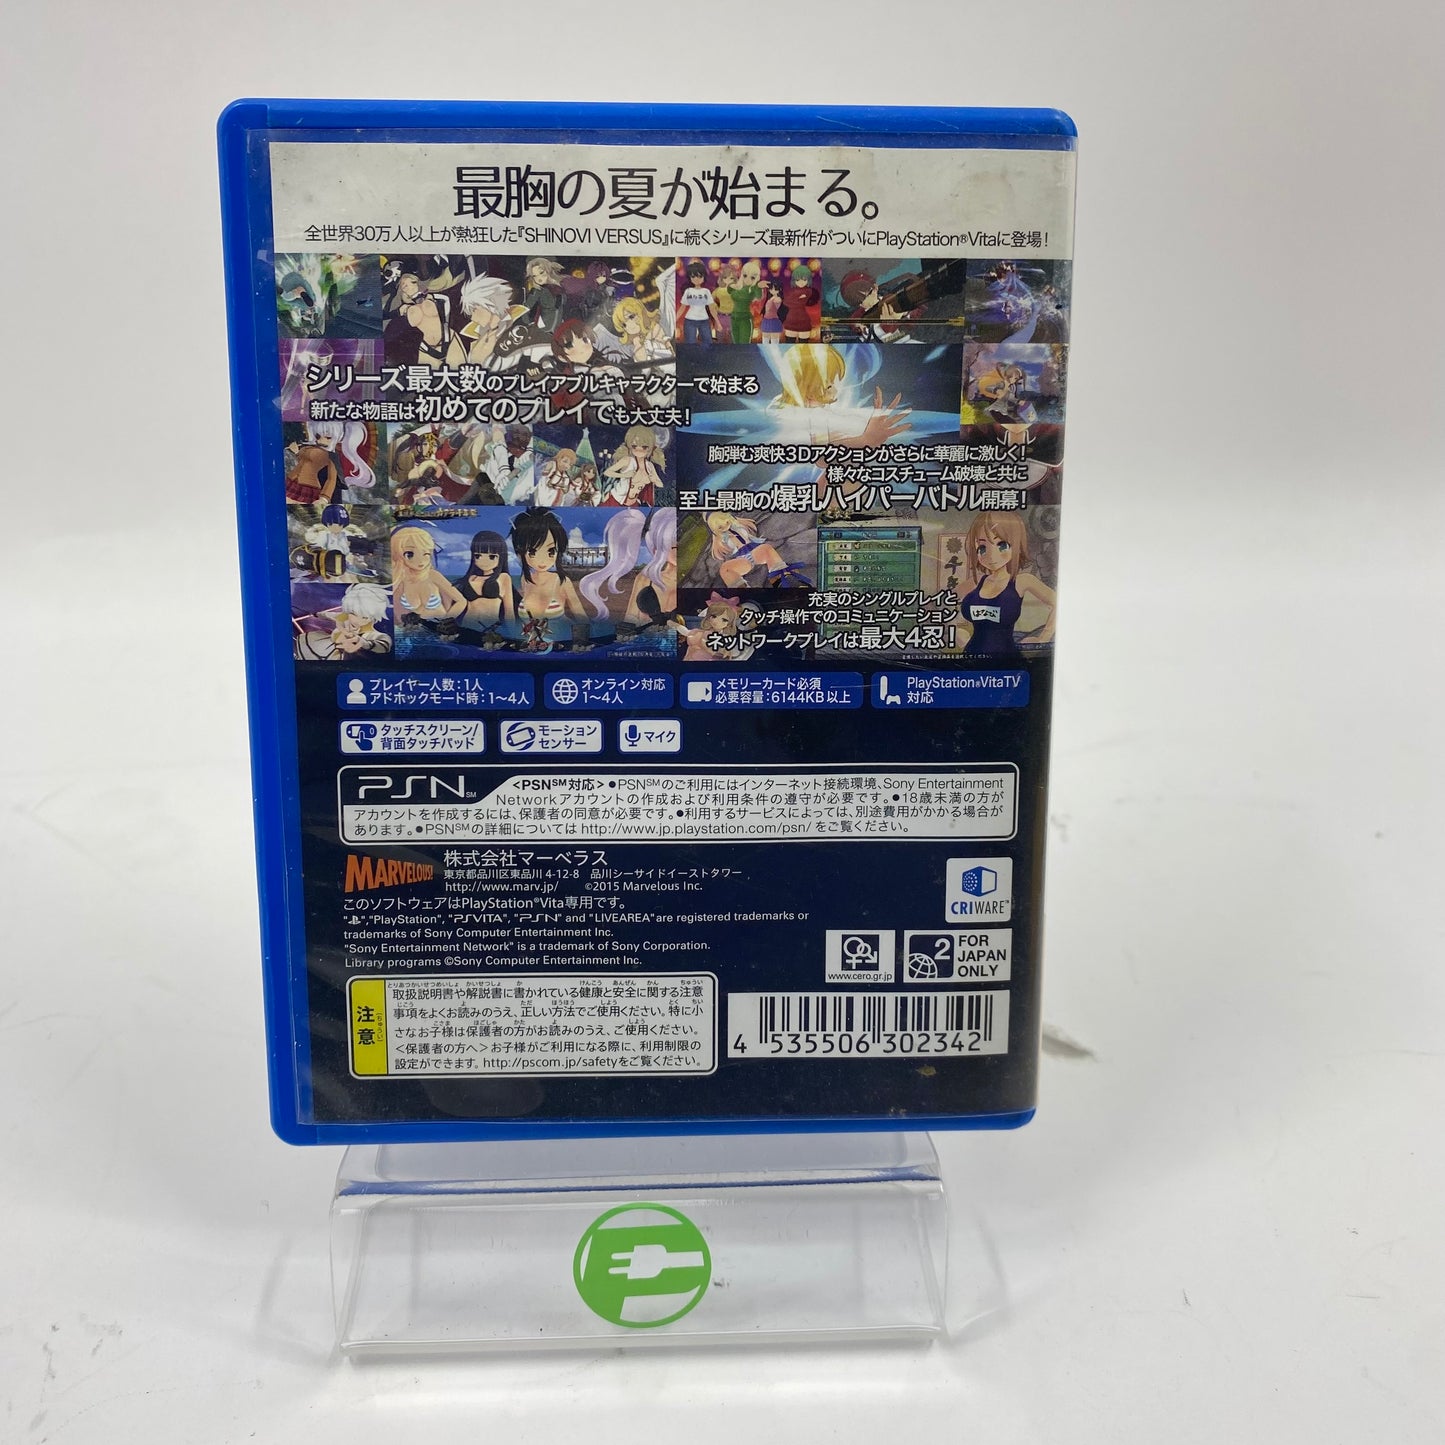 最胸の夏が始まる。
全世界30万人以上が熱狂した『SHINOVI VERSUS』に続くシリーズ最新作がついにPlayStation®Vitaに登場!
シリーズ最大数のプレイアブルキャラクターで始まる
新たな物語は初めてのプレイでも大丈夫!
胸弾む爽快3Dアクションがさらに華麗に激しく!
様々なコスチューム破壊と共に
至上最胸の爆乳ハイパーバトル開幕!
充実のシングルプレイと、
タッチ操作でのコミュニケーション
ネットワークプレイは最大4忍!
プレイヤー人数:1人
アドホックモード時:1~4人
オンライン対応
1~4人
メモリーカード必須
必要容量:6144KB以上
PlayStation®VitaTV
対応
タッチスクリーン/
背面タッチパッド
モーション
センサー
マイク
PSN℠ <PSN℠対応> ●PSN℠のご利用にはインターネット接続環境、Sony Entertainment
Networkアカウントの作成および利用条件の遵守が必要です。●18歳未満の方が
アカウントを作成するには、保護者の同意が必要です。●利用するサービスによっては、別途費用がかかる場合が
あります。●PSN℠の詳細については http://www.jp.playstation.com/psn/ をご覧ください。
MARVELOUS!
株式会社マーベラス
東京都品川区東品川 4-12-8 品川シーサイドイーストタワー
http://www.marv.jp/ ©2015 Marvelous Inc.
このソフトウェアはPlayStation®Vita専用です。
"PS","PlayStation", "PSVITA", "PSN" and "LIVEAREA"are registered trademarks or
trademarks of Sony Computer Entertainment Inc.
"Sony Entertainment Network" is a trademark of Sony Corporation.
Library programs ©Sony Computer Entertainment Inc.
CRIWARE™
www.cero.gr.jp
2
FOR
JAPAN
ONLY
注意
取扱説明書や解説書に書かれている健康と安全に関する注意
事項をよくお読みのうえ、正しい方法でご使用ください。特に小
さなお子様は保護者の方がお読みのうえ、ご使用ください。
<保護者の方へ>お子様がご利用になる際に、利用制限の
設定ができます。http://pscom.jp/safetyをご覧ください。
4 535506 302342